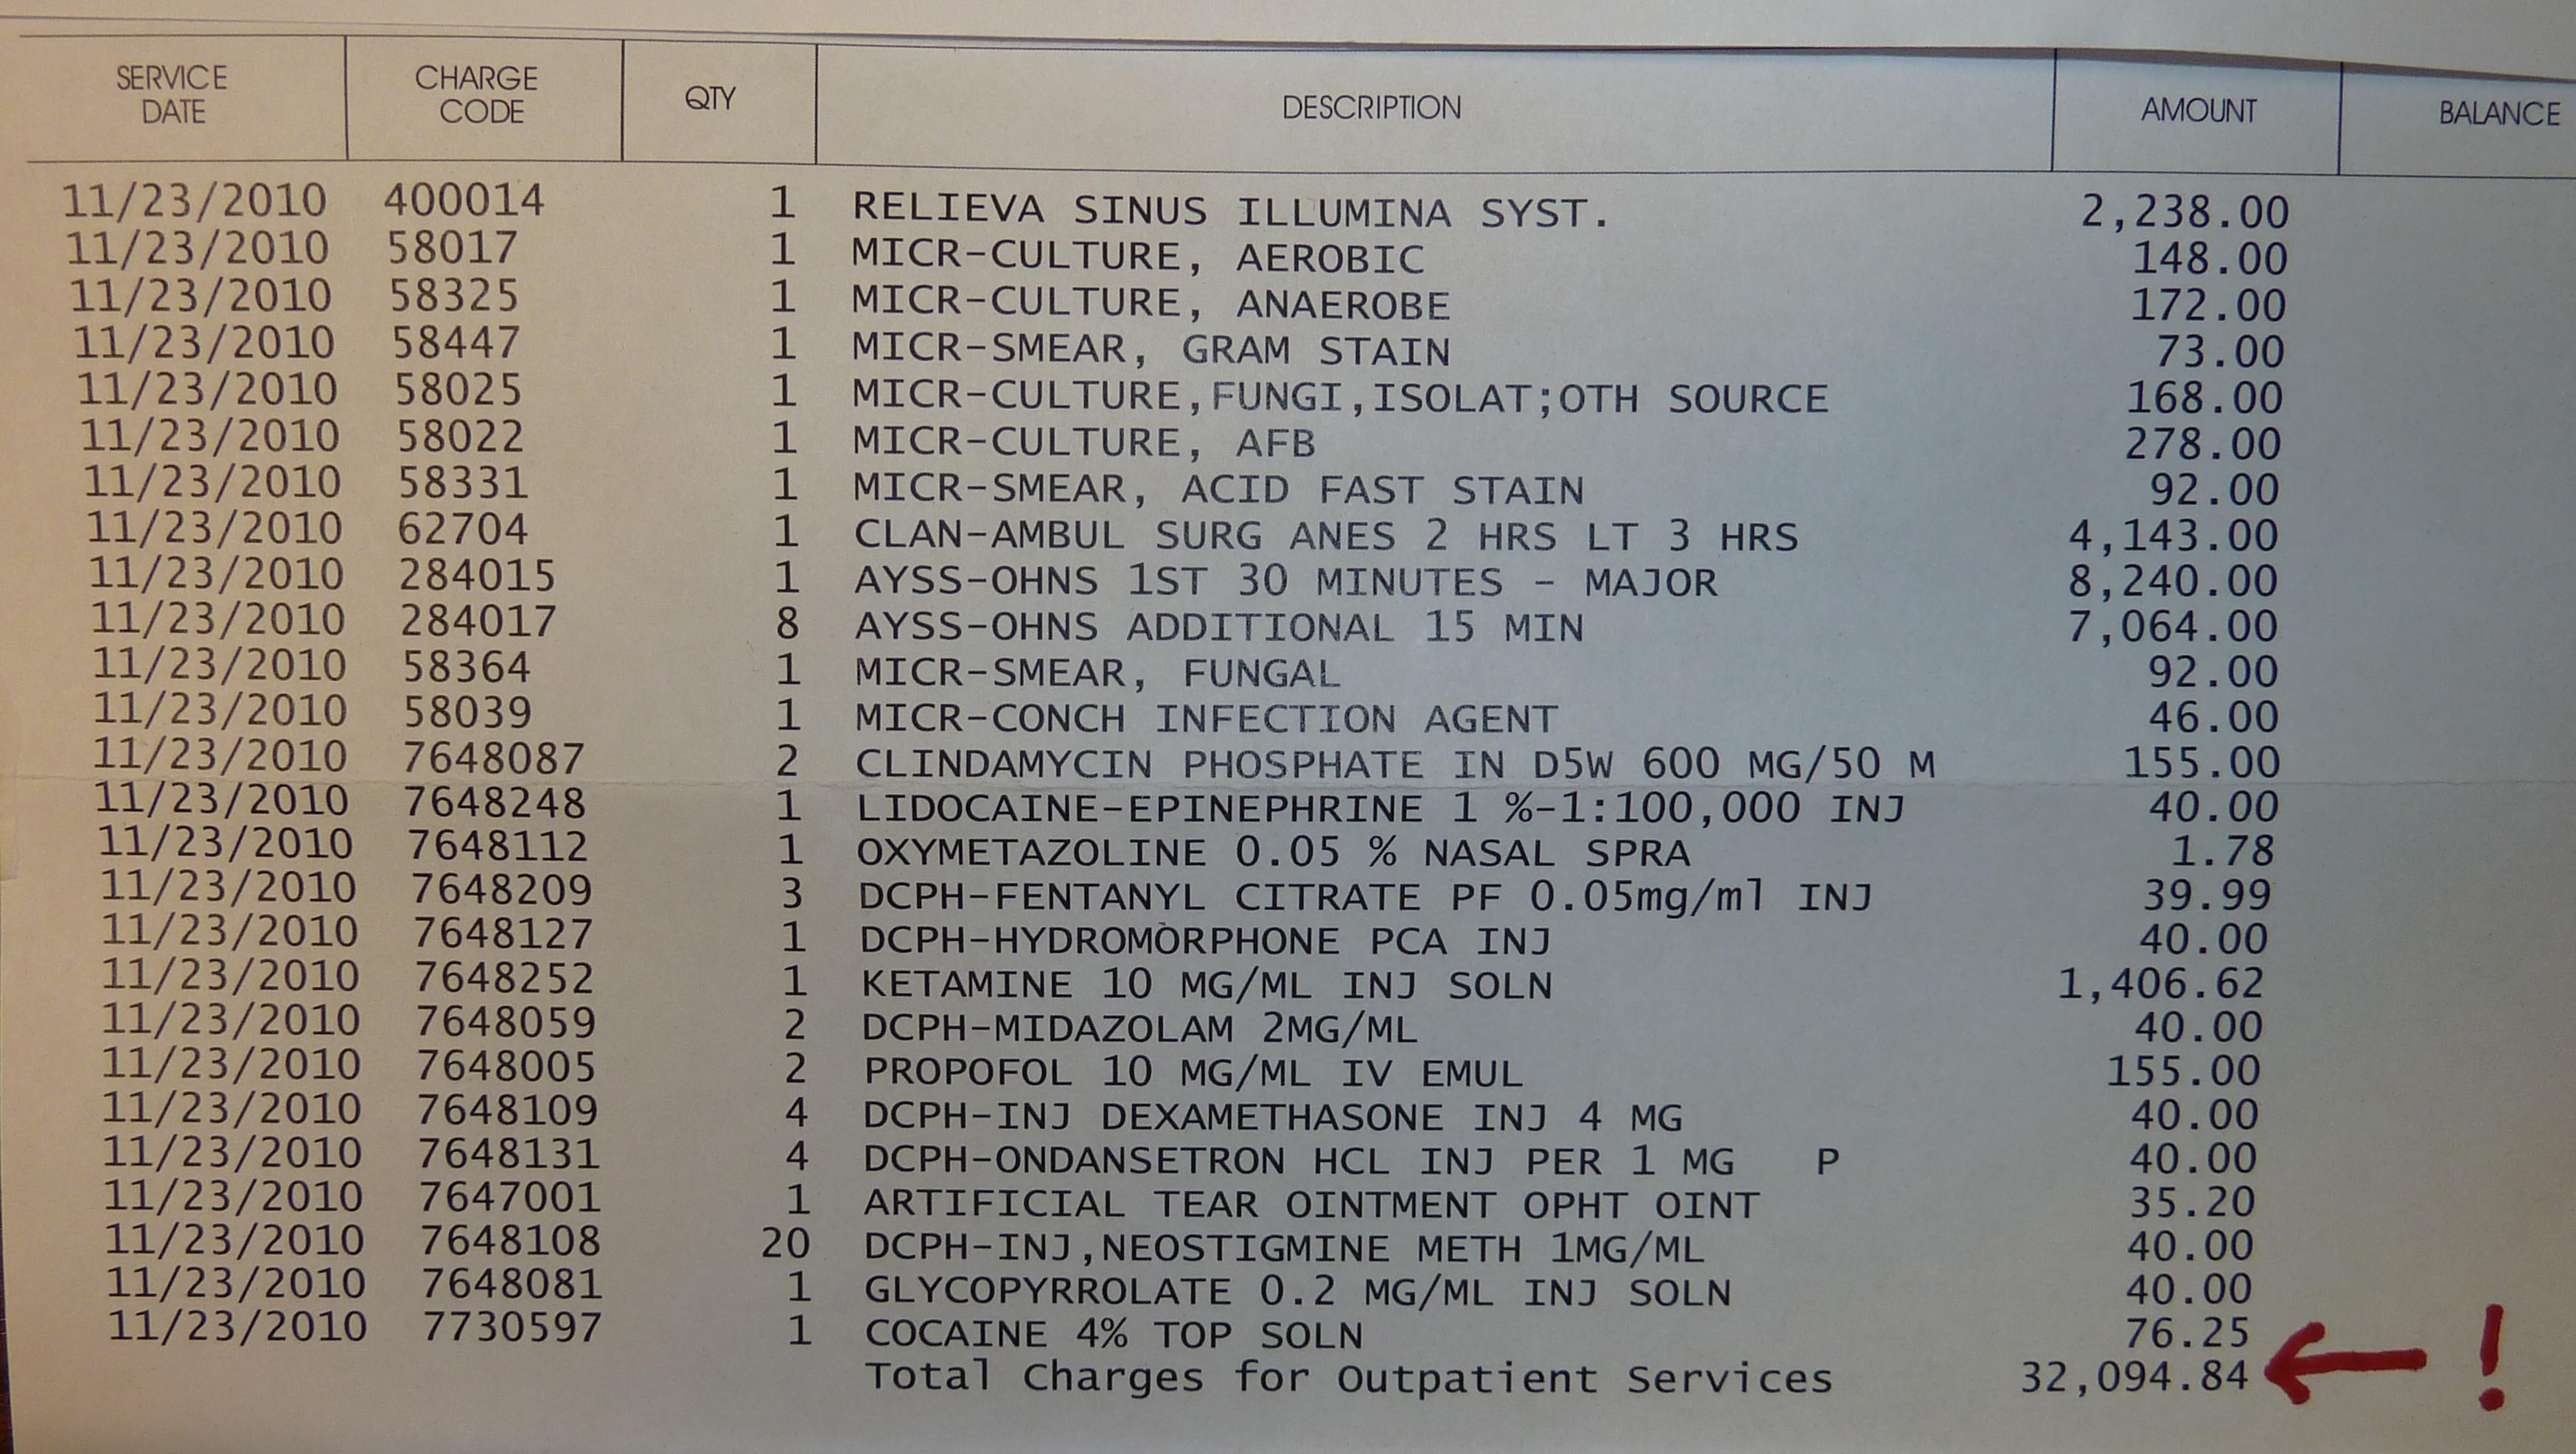 SERVICE DATE CHARGE CODE QTY DESCRIPTION AMOUNT BALANCE
11/23/2010 400014 1 RELIEVA SINUS ILLUMINA SYST. 2,238.00
11/23/2010 58017 1 MICR-CULTURE, AEROBIC 148.00
11/23/2010 58325 1 MICR-CULTURE, ANAEROBE 172.00
11/23/2010 58447 1 MICR-SMEAR, GRAM STAIN 73.00
11/23/2010 58025 1 MICR-CULTURE,FUNGI,ISOLAT;OTH SOURCE 168.00
11/23/2010 58022 1 MICR-CULTURE, AFB 278.00
11/23/2010 58331 1 MICR-SMEAR, ACID FAST STAIN 92.00
11/23/2010 62704 1 CLAN-AMBUL SURG ANES 2 HRS LT 3 HRS 4,143.00
11/23/2010 284015 1 AYSS-OHNS 1ST 30 MINUTES - MAJOR 8,240.00
11/23/2010 284017 8 AYSS-OHNS ADDITIONAL 15 MIN 7,064.00
11/23/2010 58364 1 MICR-SMEAR, FUNGAL 92.00
11/23/2010 58039 1 MICR-CONCH INFECTION AGENT 46.00
11/23/2010 7648087 2 CLINDAMYCIN PHOSPHATE IN D5W 600 MG/50 M 155.00
11/23/2010 7648248 1 LIDOCAINE-EPINEPHRINE 1 %-1:100,000 INJ 40.00
11/23/2010 7648112 1 OXYMETAZOLINE 0.05 % NASAL SPRA 1.78
11/23/2010 7648209 3 DCPH-FENTANYL CITRATE PF 0.05mg/ml INJ 39.99
11/23/2010 7648127 1 DCPH-HYDROMORPHONE PCA INJ 40.00
11/23/2010 7648252 1 KETAMINE 10 MG/ML INJ SOLN 1,406.62
11/23/2010 7648059 2 DCPH-MIDAZOLAM 2MG/ML 40.00
11/23/2010 7648005 2 PROPOFOL 10 MG/ML IV EMUL 155.00
11/23/2010 7648109 4 DCPH-INJ DEXAMETHASONE INJ 4 MG 40.00
11/23/2010 7648131 4 DCPH-ONDANSETRON HCL INJ PER 1 MG P 40.00
11/23/2010 7647001 1 ARTIFICIAL TEAR OINTMENT OPHT OINT 35.20
11/23/2010 7648108 20 DCPH-INJ,NEOSTIGMINE METH 1MG/ML 40.00
11/23/2010 7648081 1 GLYCOPYRROLATE 0.2 MG/ML INJ SOLN 40.00
11/23/2010 7730597 1 COCAINE 4% TOP SOLN 76.25
Total Charges for Outpatient Services 32,094.84 ← !